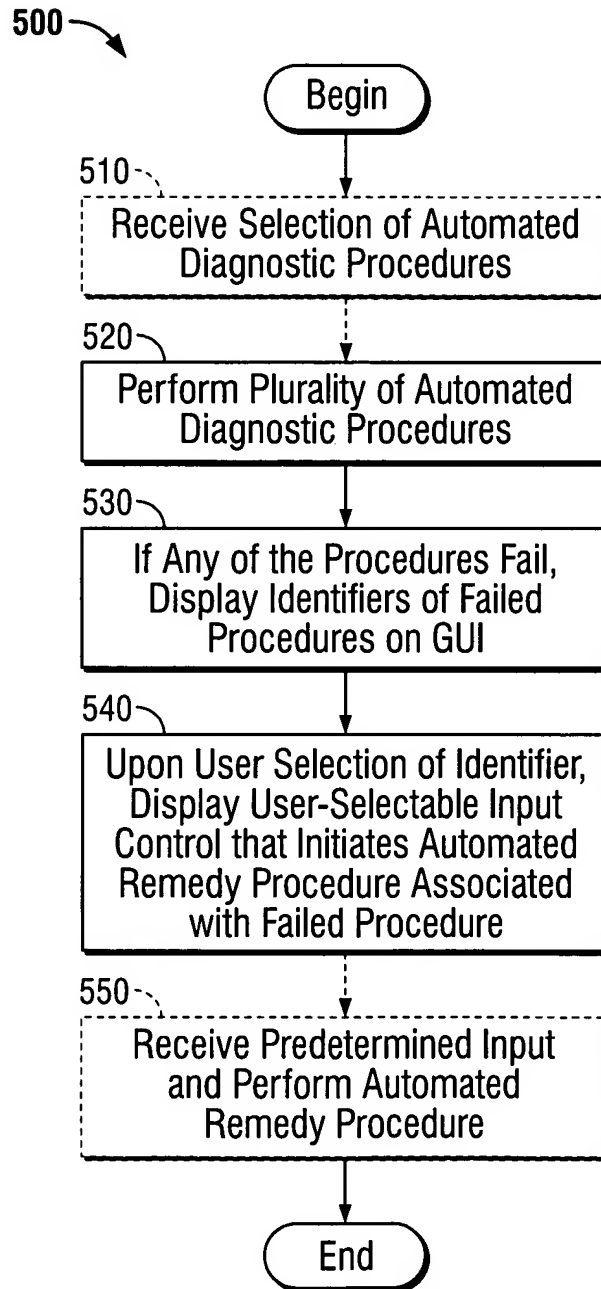 500
Begin
510
Receive Selection of Automated
Diagnostic Procedures
520
Perform Plurality of Automated
Diagnostic Procedures
530
If Any of the Procedures Fail,
Display Identifiers of Failed
Procedures on GUI
540
Upon User Selection of Identifier,
Display User-Selectable Input
Control that Initiates Automated
Remedy Procedure Associated
with Failed Procedure
550
Receive Predetermined Input
and Perform Automated
Remedy Procedure
End